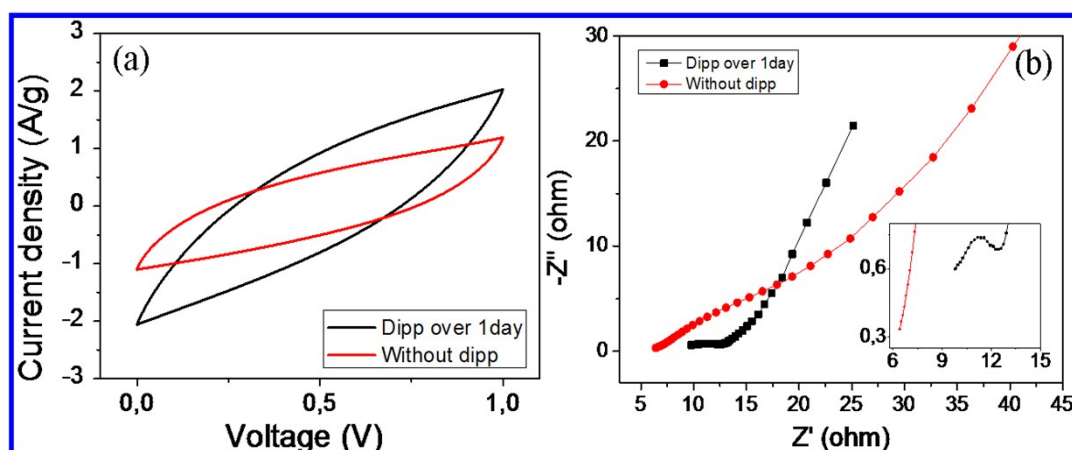 (a)
Current density (A/g)
3
2
1
0
−1
−2
−3
0,0
0,5
1,0
Voltage (V)
Dipp over 1day
Without dipp
(b)
-Z" (ohm)
30
20
10
0
5 10 15 20 25 30 35 40 45
Z' (ohm)
Dipp over 1day
Without dipp
0,6
0,3
6 9 12 15